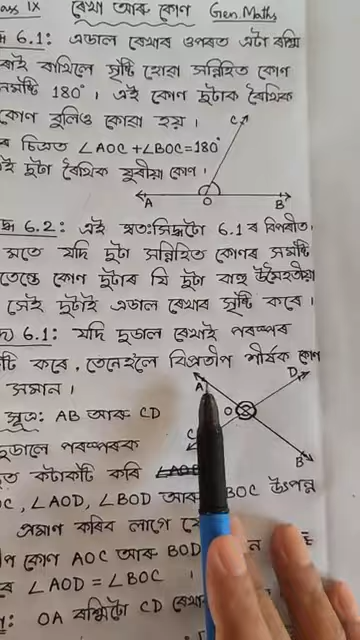 ss IX ৰেখা আৰু কোণ Gen. Maths
6.1: এডাল ৰেখাৰ ওপৰত এটা ৰশ্মি
ৰাখিলে সৃষ্টি হোৱা সন্নিহিত কোণ
180°। এই কোণ দুটাক ৰৈখিক
কোণ বুলিও কোৱা হয়।
চিত্ৰত ∠AOC + ∠BOC = 180°
দুটা ৰৈখিক যুৰীয়া কোণ।
C
A O B
6.2: এই স্বতঃসিদ্ধটো 6.1 ৰ বিপৰীত।
মতে যদি দুটা সন্নিহিত কোণৰ সমষ্টি
তেন্তে কোণ দুটাৰ যি দুটা বাহু উমৈহতীয়া
সেই দুটাই এডাল ৰেখাৰ সৃষ্টি কৰে।
6.1: যদি দুডাল ৰেখাই পৰস্পৰ
কৰে, তেনেহ'লে বিপ্ৰতীপ শীৰ্ষক কোণ
সমান।
A D
সূত্ৰ: AB আৰু CD
O
দুডালে পৰস্পৰক
C
কটাকটি কৰি
B
OC, ∠AOD, ∠BOD আৰু BOC উৎপন্ন
প্ৰমাণ কৰিব লাগে যে
কোণ AOC আৰু BOD
∠AOD = ∠BOC
OA ৰশ্মিটো CD